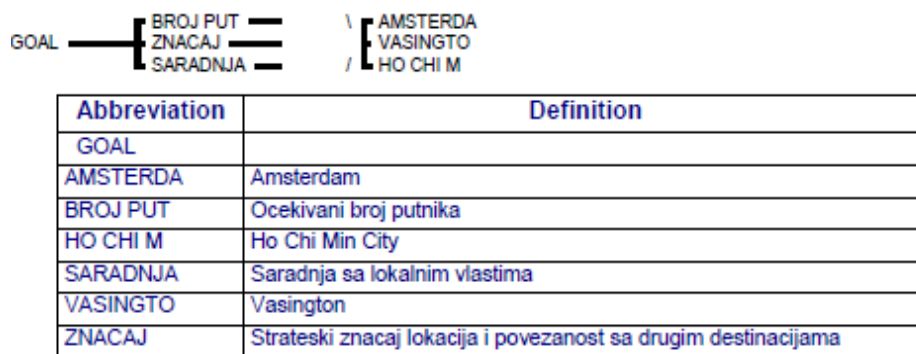 BROJ PUT \ AMSTERDA
GOAL ZNACAJ VASINGTO
SARADNJA / HO CHI M
Abbreviation Definition
GOAL
AMSTERDA Amsterdam
BROJ PUT Ocekivani broj putnika
HO CHI M Ho Chi Min City
SARADNJA Saradnja sa lokalnim vlastima
VASINGTO Vasington
ZNACAJ Strateski znacaj lokacija i povezanost sa drugim destinacijama